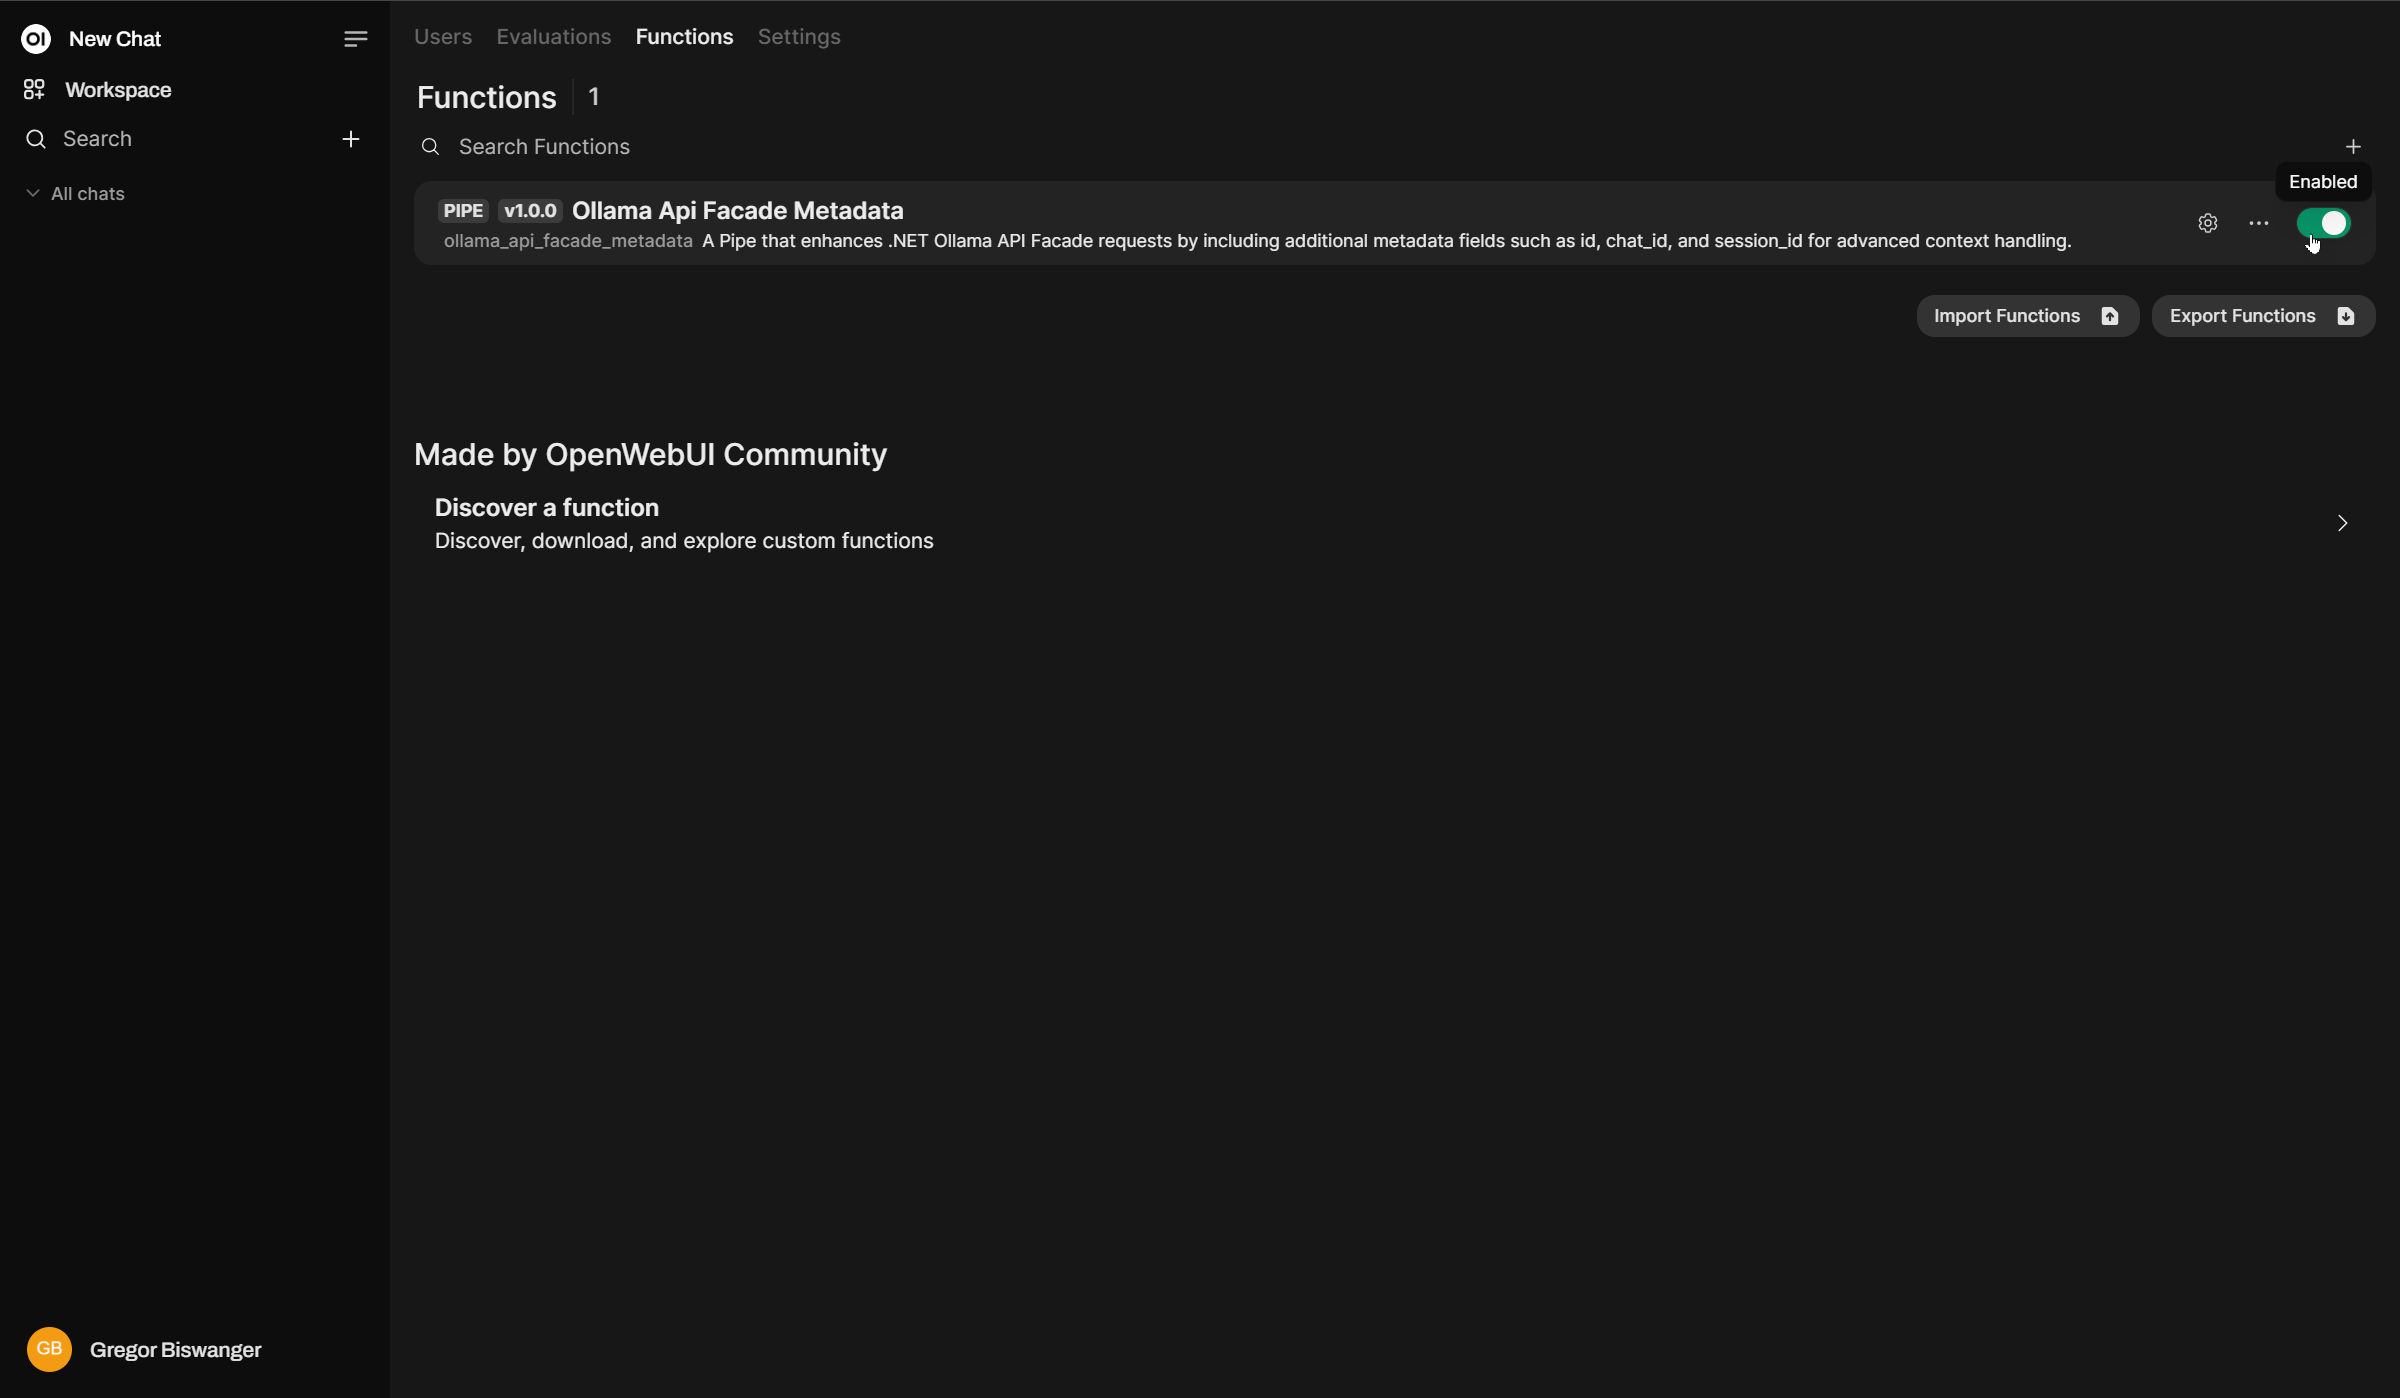 OI New Chat
Workspace
Search
All chats
Users Evaluations Functions Settings
Functions 1
Search Functions
Enabled
PIPE v1.0.0 Ollama Api Facade Metadata
ollama_api_facade_metadata A Pipe that enhances .NET Ollama API Facade requests by including additional metadata fields such as id, chat_id, and session_id for advanced context handling.
Import Functions Export Functions
Made by OpenWebUI Community
Discover a function
Discover, download, and explore custom functions
GB Gregor Biswanger